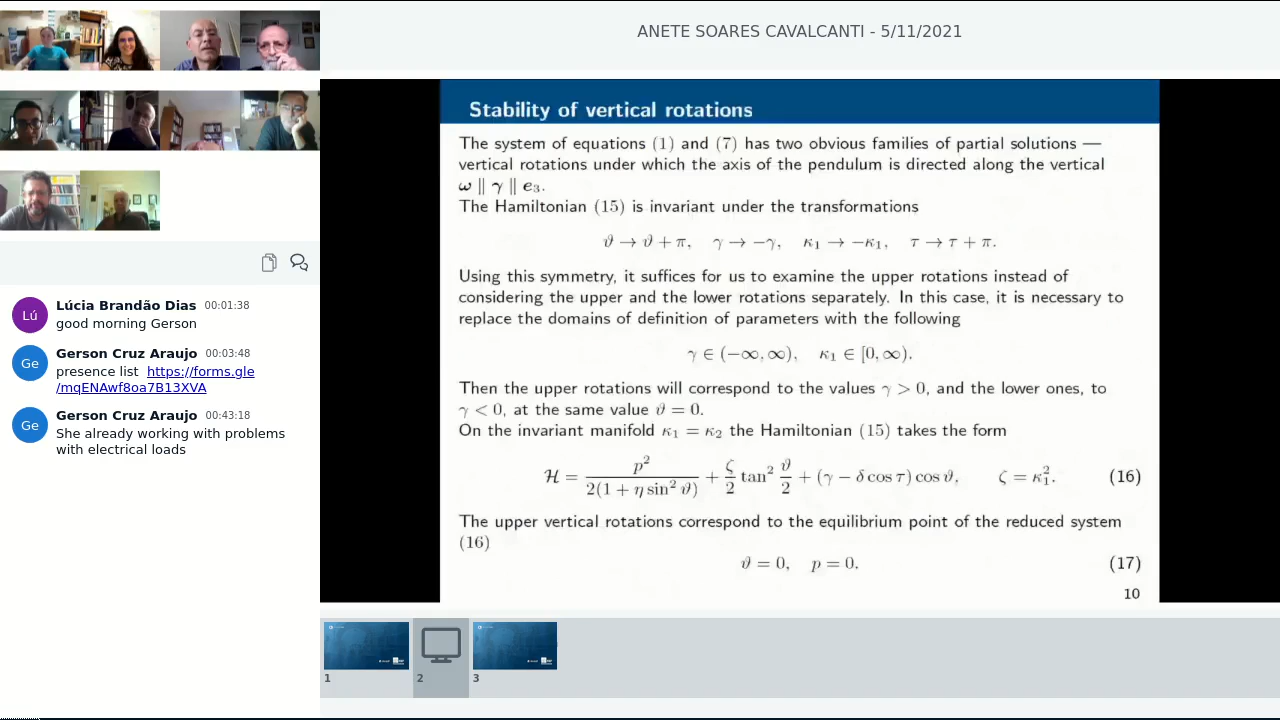 ANETE SOARES CAVALCANTI - 5/11/2021
Lú
Lúcia Brandão Dias 00:01:38
good morning Gerson
Ge
Gerson Cruz Araujo 00:03:48
presence list https://forms.gle
/mqENAwf8oa7B13XVA
Ge
Gerson Cruz Araujo 00:43:18
She already working with problems
with electrical loads
Stability of vertical rotations
The system of equations (1) and (7) has two obvious families of partial solutions —
vertical rotations under which the axis of the pendulum is directed along the vertical
ω ∥ γ ∥ e₃.
The Hamiltonian (15) is invariant under the transformations
ϑ → ϑ + π, γ → −γ, κ₁ → −κ₁, τ → τ + π.
Using this symmetry, it suffices for us to examine the upper rotations instead of
considering the upper and the lower rotations separately. In this case, it is necessary to
replace the domains of definition of parameters with the following
γ ∈ (−∞, ∞), κ₁ ∈ [0, ∞).
Then the upper rotations will correspond to the values γ > 0, and the lower ones, to
γ < 0, at the same value ϑ = 0.
On the invariant manifold κ₁ = κ₂ the Hamiltonian (15) takes the form
H = p² / 2(1 + η sin² ϑ) + ζ/2 tan² ϑ/2 + (γ − δ cos τ) cos ϑ, ζ = κ₁². (16)
The upper vertical rotations correspond to the equilibrium point of the reduced system
(16)
ϑ = 0, p = 0. (17)
10
1
2
3